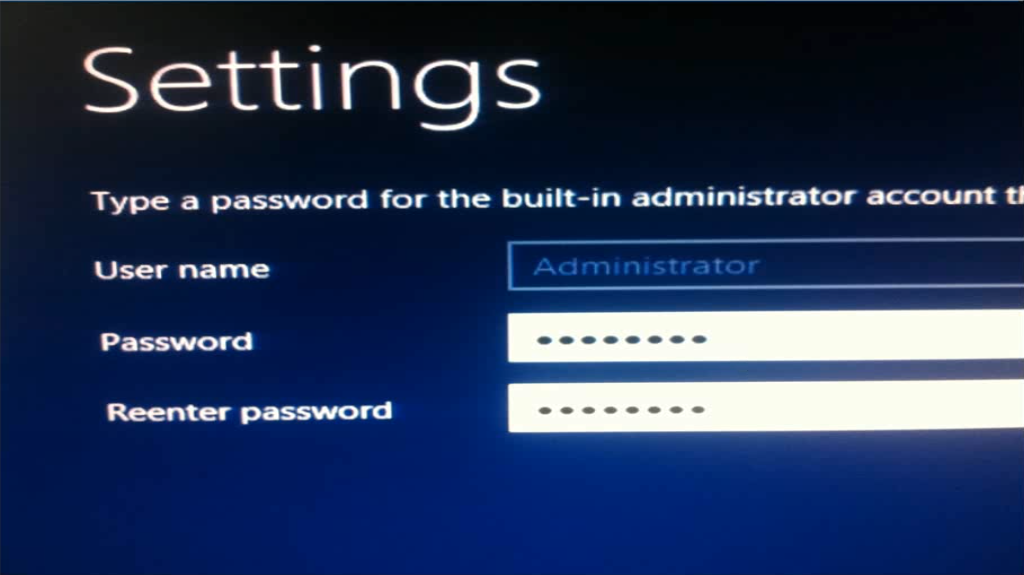 Settings
Type a password for the built-in administrator account th
User name
Administrator
Password
••••••••
Reenter password
••••••••